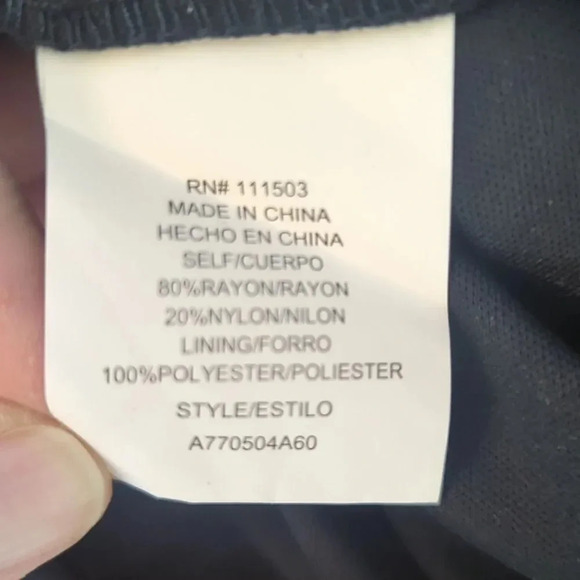 RN# 111503
MADE IN CHINA
HECHO EN CHINA
SELF/CUERPO
80%RAYON/RAYON
20%NYLON/NILON
LINING/FORRO
100%POLYESTER/POLIESTER
STYLE/ESTILO
A770504A60